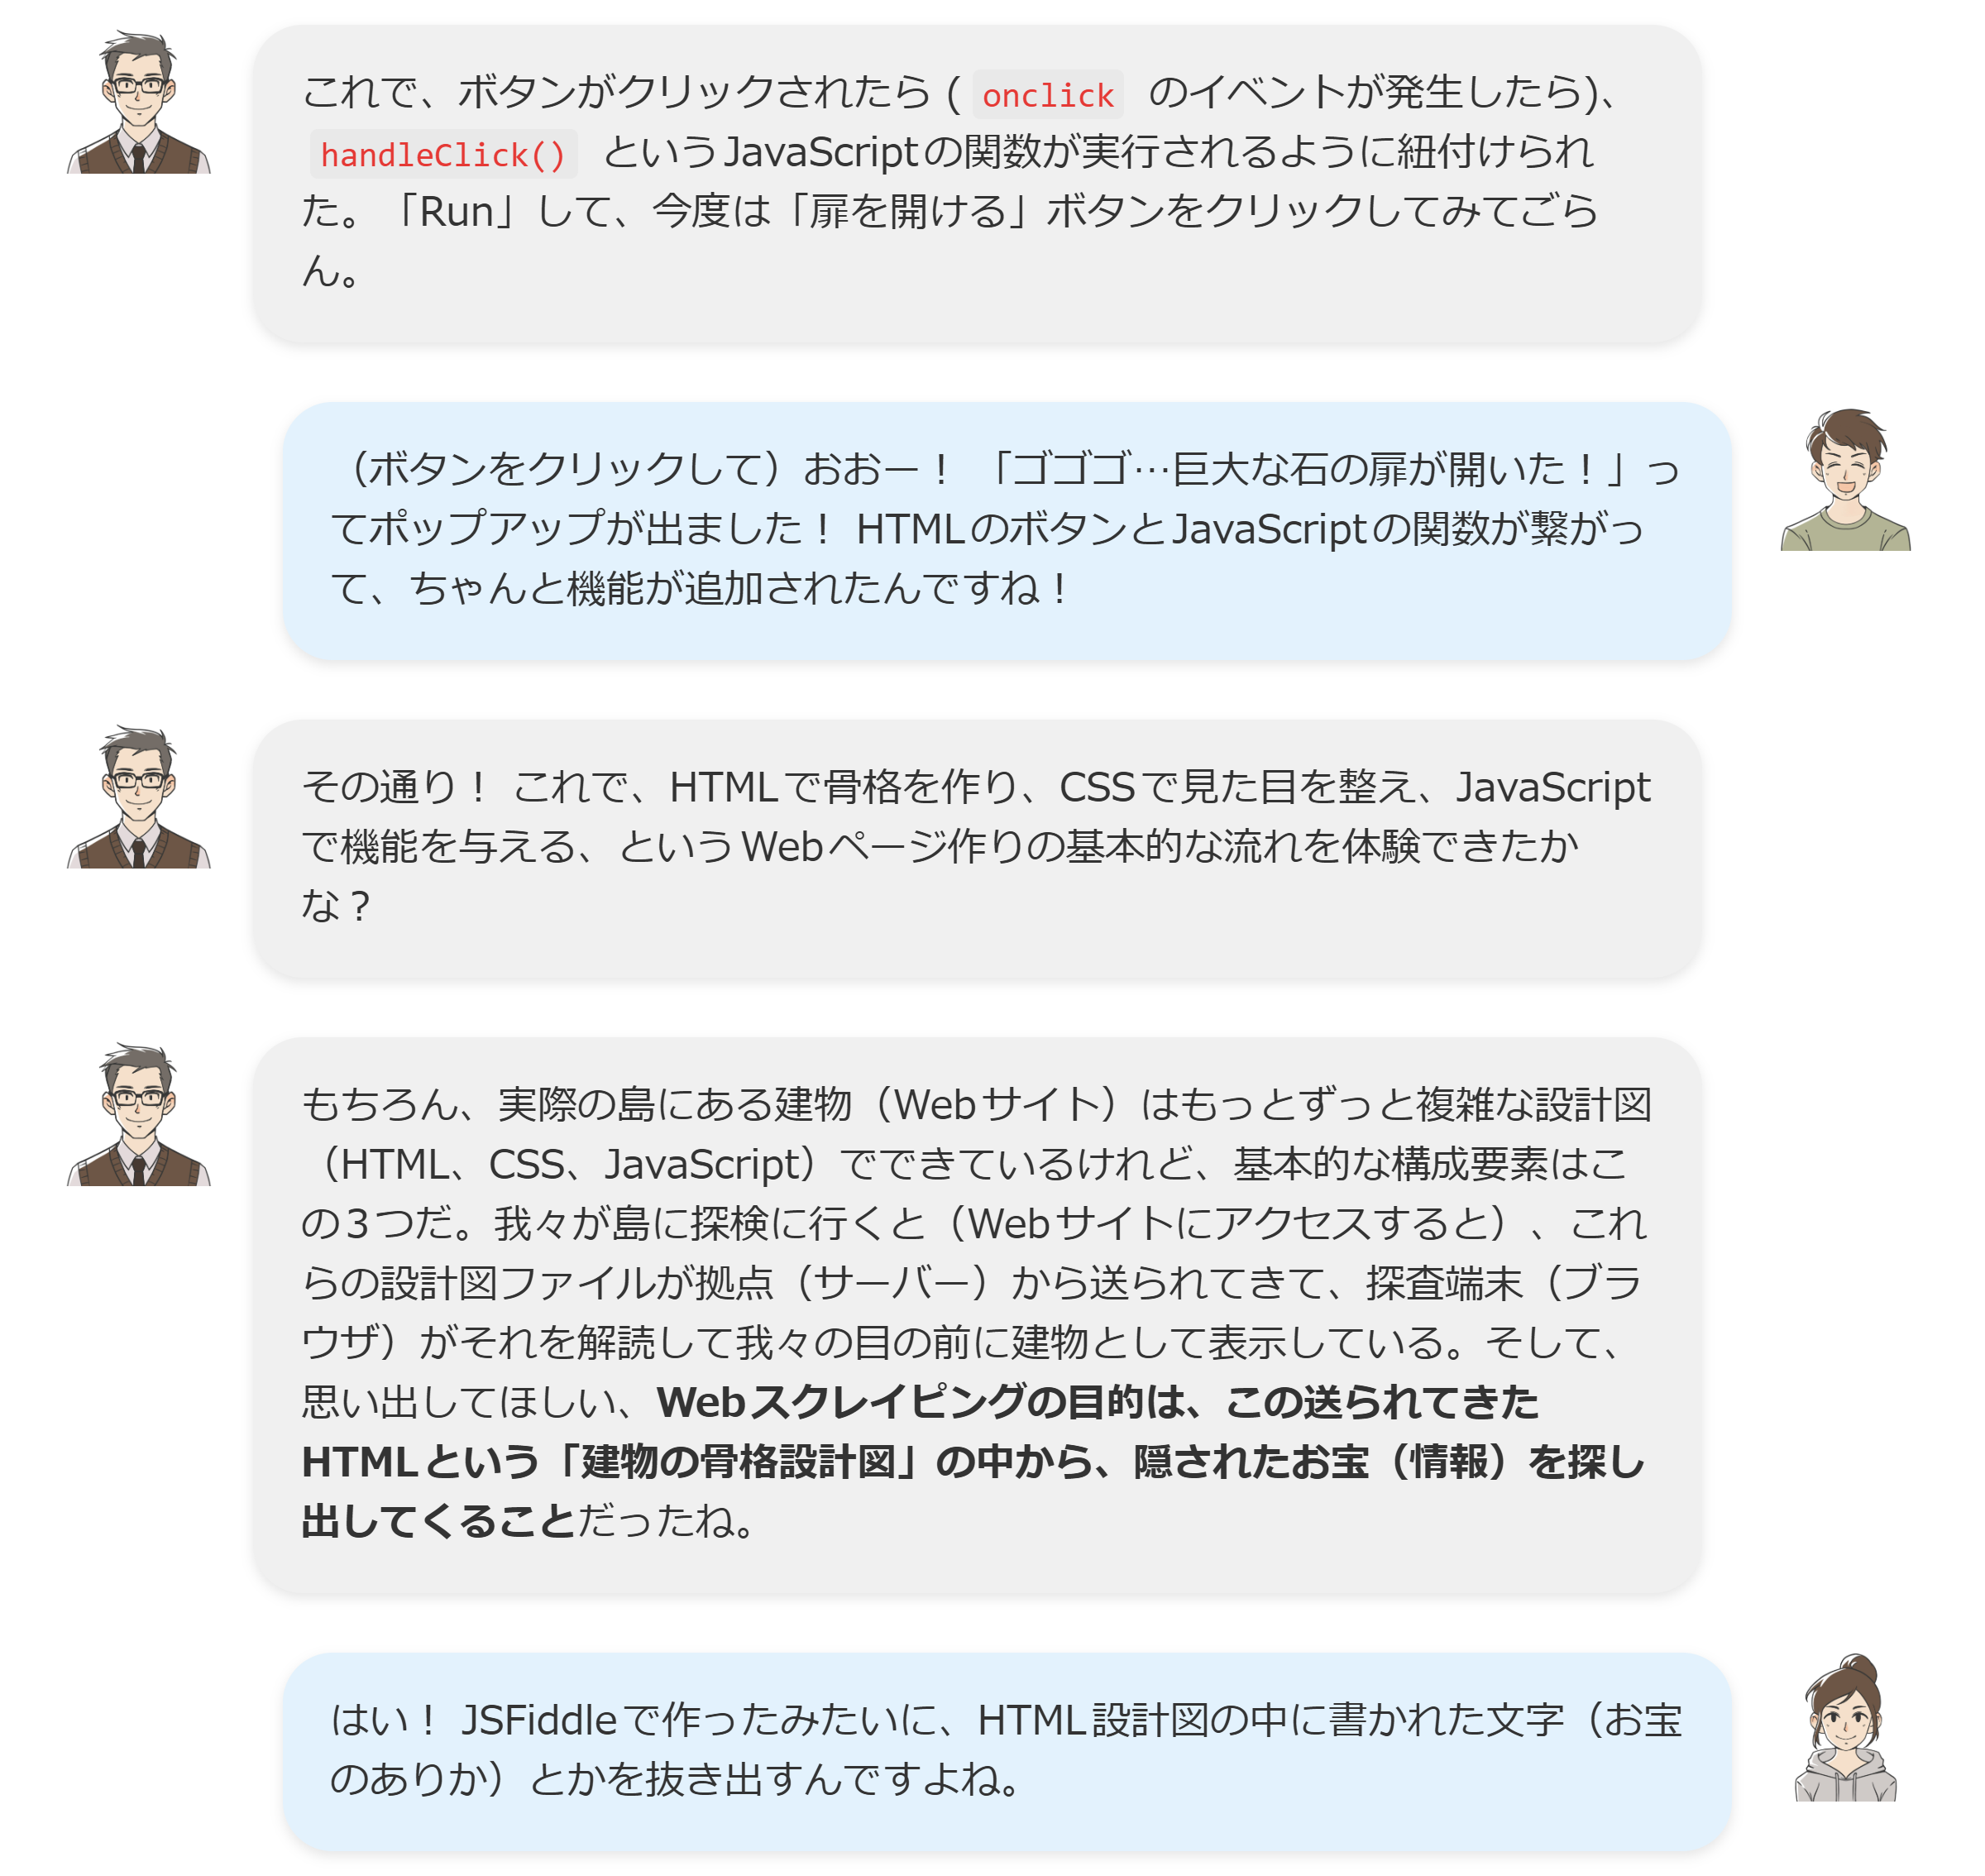 これで、ボタンがクリックされたら ( onclick のイベントが発生したら)、
handleClick() というJavaScriptの関数が実行されるように紐付けられ
た。「Run」して、今度は「扉を開ける」ボタンをクリックしてみてごら
ん。
（ボタンをクリックして）おおー！ 「ゴゴゴ…巨大な石の扉が開いた！」っ
てポップアップが出ました！ HTMLのボタンとJavaScriptの関数が繋がっ
て、ちゃんと機能が追加されたんですね！
その通り！ これで、HTMLで骨格を作り、CSSで見た目を整え、JavaScript
で機能を与える、というWebページ作りの基本的な流れを体験できたか
な？
もちろん、実際の島にある建物（Webサイト）はもっとずっと複雑な設計図
（HTML、CSS、JavaScript）でできているけれど、基本的な構成要素はこ
の３つだ。我々が島に探検に行くと（Webサイトにアクセスすると）、これ
らの設計図ファイルが拠点（サーバー）から送られてきて、探査端末（ブラ
ウザ）がそれを解読して我々の目の前に建物として表示している。そして、
思い出してほしい、Webスクレイピングの目的は、この送られてきた
HTMLという「建物の骨格設計図」の中から、隠されたお宝（情報）を探し
出してくることだったね。
はい！ JSFiddleで作ったみたいに、HTML設計図の中に書かれた文字（お宝
のありか）とかを抜き出すんですよね。